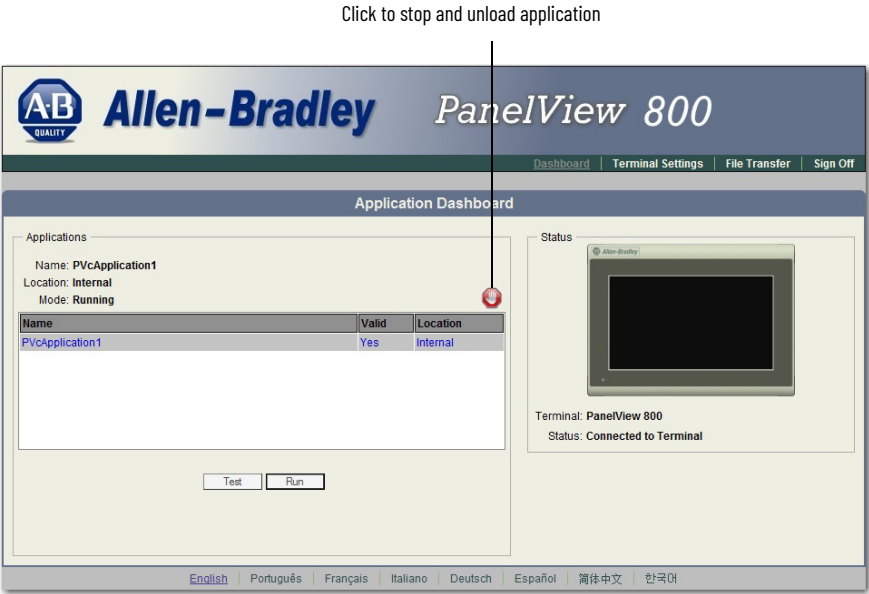 Click to stop and unload application
A-B
QUALITY
Allen-Bradley
PanelView 800
Dashboard | Terminal Settings | File Transfer | Sign Off
Application Dashboard
Applications
Name: PVcApplication1
Location: Internal
Mode: Running
Name Valid Location
PVcApplication1 Yes Internal
Test Run
Status
Allen-Bradley
Terminal: PanelView 800
Status: Connected to Terminal
English | Português | Français | Italiano | Deutsch | Español | 简体中文 | 한국어